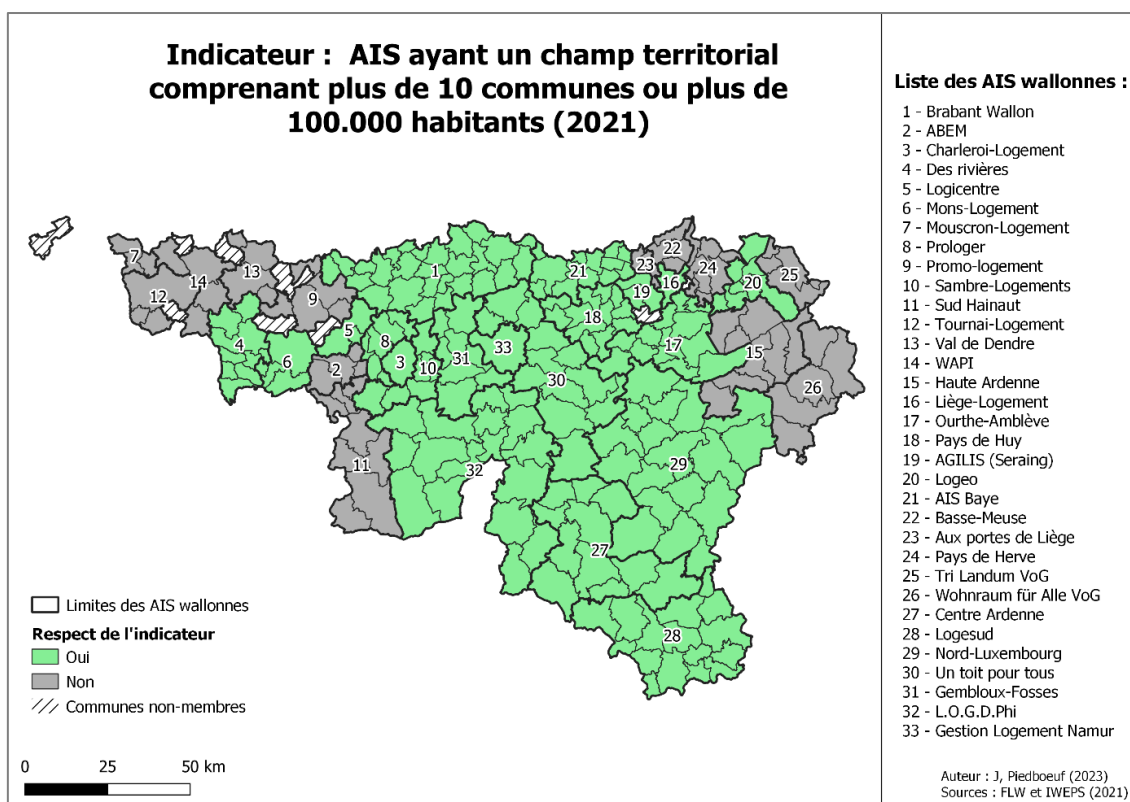 Indicateur : AIS ayant un champ territorial
comprenant plus de 10 communes ou plus de
100.000 habitants (2021)
Liste des AIS wallonnes :
1 - Brabant Wallon
2 - ABEM
3 - Charleroi-Logement
4 - Des rivières
5 - Logicentre
6 - Mons-Logement
7 - Mouscron-Logement
8 - Prologer
9 - Promo-logement
10 - Sambre-Logements
11 - Sud Hainaut
12 - Tournai-Logement
13 - Val de Dendre
14 - WAPI
15 - Haute Ardenne
16 - Liège-Logement
17 - Ourthe-Amblève
18 - Pays de Huy
19 - AGILIS (Seraing)
20 - Logeo
21 - AIS Baye
22 - Basse-Meuse
23 - Aux portes de Liège
24 - Pays de Herve
25 - Tri Landum VoG
26 - Wohnraum für Alle VoG
27 - Centre Ardenne
28 - Logesud
29 - Nord-Luxembourg
30 - Un toit pour tous
31 - Gembloux-Fosses
32 - L.O.G.D.Phi
33 - Gestion Logement Namur
7
14
13
12
9
1
21
23
22
24
16
19
20
25
4
6
5
8
3
2
10
31
33
18
17
15
30
26
11
32
29
27
28
Limites des AIS wallonnes
Respect de l'indicateur
Oui
Non
Communes non-membres
0 25 50 km
Auteur : J, Piedboeuf (2023)
Sources : FLW et IWEPS (2021)